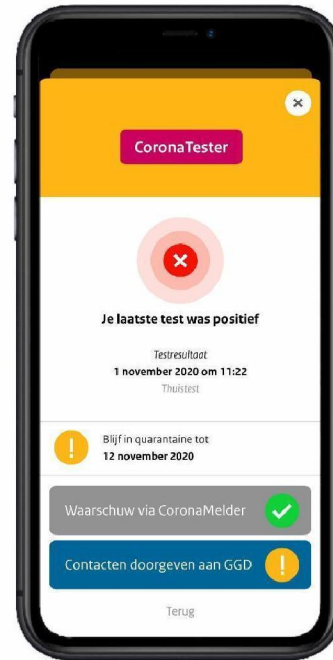 CoronaTester
Je laatste test was positief
Testresultaat
1 november 2020 om 11:22
Thuistest
Blijf in quarantaine tot
12 november 2020
Waarschuw via CoronaMelder
Contacten doorgeven aan GGD
Terug